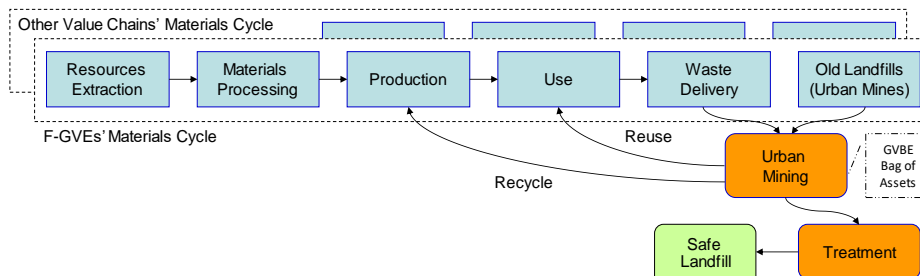 Other Value Chains' Materials Cycle
Resources
Extraction
Materials
Processing
Production
Use
Waste
Delivery
Old Landfills
(Urban Mines)
F-GVEs' Materials Cycle
Reuse
Recycle
Urban
Mining
GVBE
Bag of
Assets
Safe
Landfill
Treatment